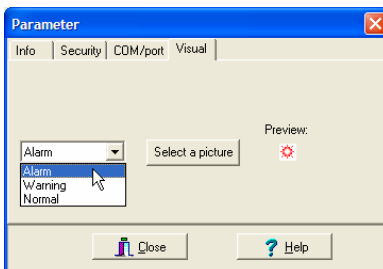 Parameter
Info Security COM/port Visual
Preview:
Alarm Select a picture
Alarm
Warning
Normal
Close Help